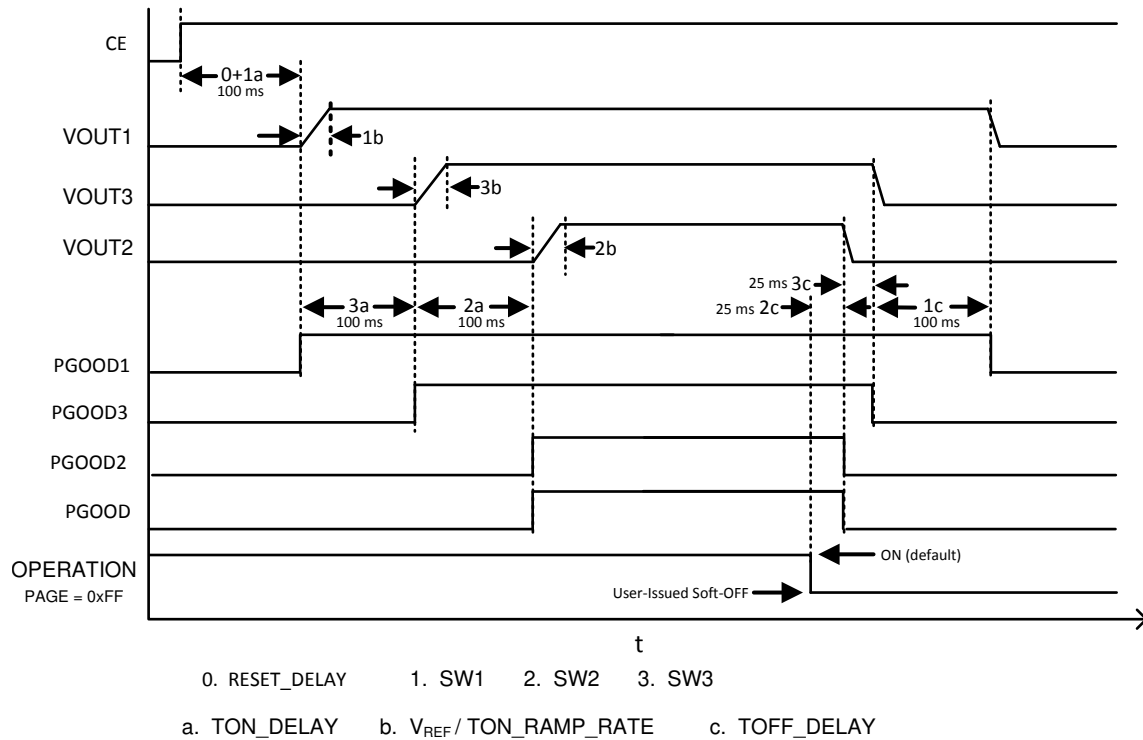 CE
0+1a
100 ms
VOUT1
1b
VOUT3
3b
VOUT2
2b
25 ms 3c
3a
100 ms
2a
100 ms
25 ms 2c
1c
100 ms
PGOOD1
PGOOD3
PGOOD2
PGOOD
ON (default)
OPERATION
PAGE = 0xFF
User-Issued Soft-OFF
t
0. RESET_DELAY 1. SW1 2. SW2 3. SW3
a. TON_DELAY b. VREF / TON_RAMP_RATE c. TOFF_DELAY